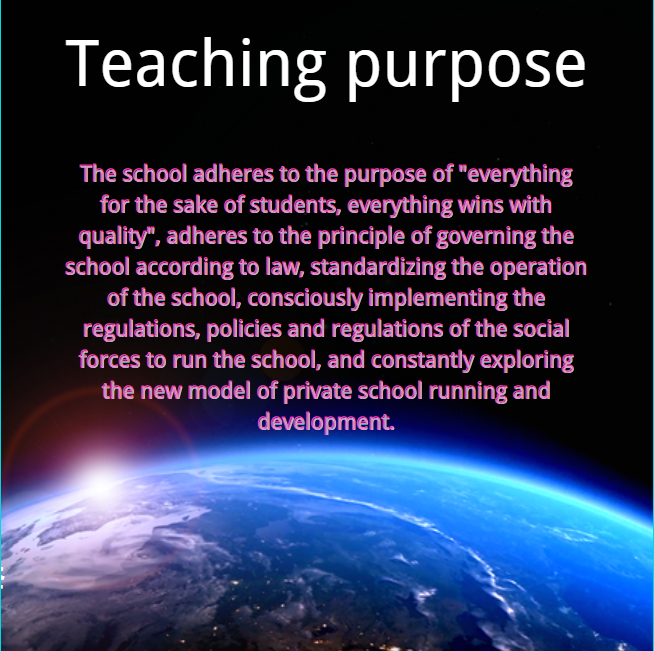 Teaching purpose
The school adheres to the purpose of "everything
for the sake of students, everything wins with
quality", adheres to the principle of governing the
school according to law, standardizing the operation
of the school, consciously implementing the
regulations, policies and regulations of the social
forces to run the school, and constantly exploring
the new model of private school running and
development.